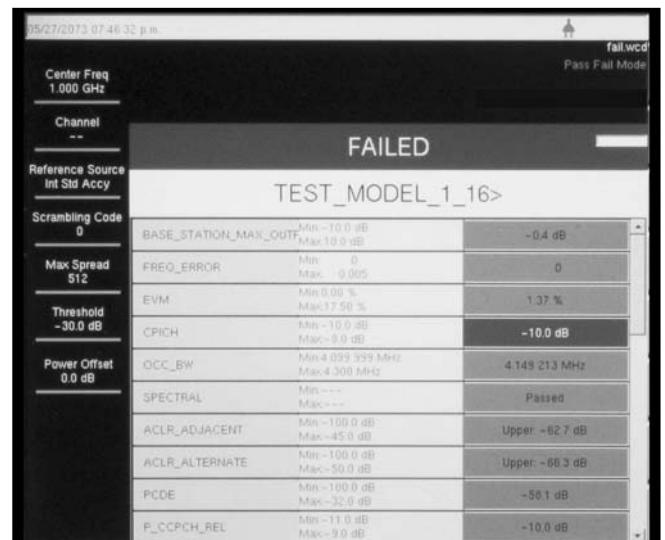 05/27/2073 07:46:32 p.m.
fail.wcd
Pass Fail Mode
Center Freq
1.000 GHz
Channel
--
Reference Source
Int Std Accy
Scrambling Code
0
Max Spread
512
Threshold
-30.0 dB
Power Offset
0.0 dB
FAILED
TEST_MODEL_1_16>
BASE_STATION_MAX_OUTP Min:-10.0 dB -0.4 dB
Max:10.0 dB
FREQ_ERROR Min: 0 0
Max: 0.005
EVM Min:0.00 % 1.37 %
Max:17.50 %
CPICH Min:-10.0 dB -10.0 dB
OCC_BW Min:4.099 999 MHz 4.149 213 MHz
Max:4.300 MHz
SPECTRAL Min:--- Passed
Max:---
ACLR_ADJACENT Min:-100.0 dB Upper: -62.7 dB
Max:-45.0 dB
ACLR_ALTERNATE Min:-100.0 dB Upper: -66.3 dB
Max:-50.0 dB
PCDE Min:-100.0 dB
Max:-32.0 dB
P_CCPCH_REL Min:-11.0 dB -10.0 dB
Max:-9.0 dB